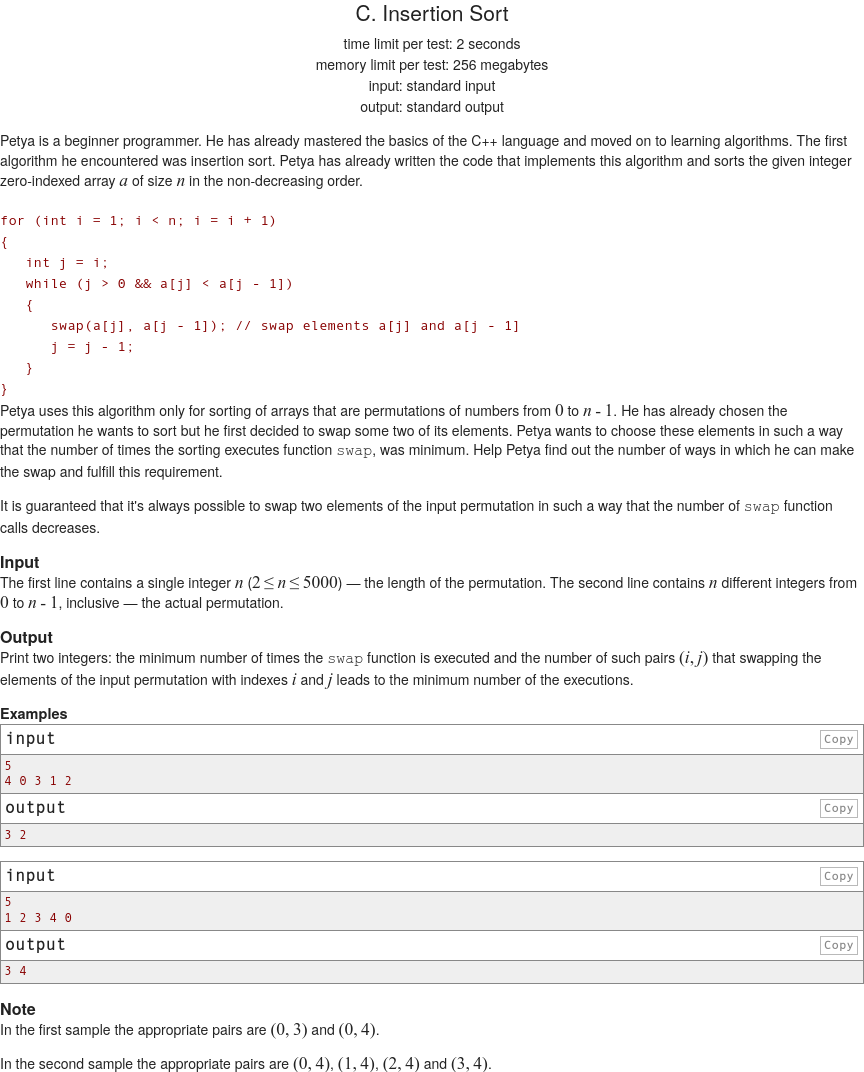 C. Insertion Sort
time limit per test: 2 seconds
memory limit per test: 256 megabytes
input: standard input
output: standard output
Petya is a beginner programmer. He has already mastered the basics of the C++ language and moved on to learning algorithms. The first
algorithm he encountered was insertion sort. Petya has already written the code that implements this algorithm and sorts the given integer
zero-indexed array a of size n in the non-decreasing order.
for (int i = 1; i < n; i = i + 1)
{
   int j = i;
   while (j > 0 && a[j] < a[j - 1])
   {
      swap(a[j], a[j - 1]); // swap elements a[j] and a[j - 1]
      j = j - 1;
   }
}
Petya uses this algorithm only for sorting of arrays that are permutations of numbers from 0 to n - 1. He has already chosen the
permutation he wants to sort but he first decided to swap some two of its elements. Petya wants to choose these elements in such a way
that the number of times the sorting executes function swap, was minimum. Help Petya find out the number of ways in which he can make
the swap and fulfill this requirement.
It is guaranteed that it's always possible to swap two elements of the input permutation in such a way that the number of swap function
calls decreases.
Input
The first line contains a single integer n (2 ≤ n ≤ 5000) — the length of the permutation. The second line contains n different integers from
0 to n - 1, inclusive — the actual permutation.
Output
Print two integers: the minimum number of times the swap function is executed and the number of such pairs (i, j) that swapping the
elements of the input permutation with indexes i and j leads to the minimum number of the executions.
Examples
input
Copy
5
4 0 3 1 2
output
Copy
3 2
input
Copy
5
1 2 3 4 0
output
Copy
3 4
Note
In the first sample the appropriate pairs are (0, 3) and (0, 4).
In the second sample the appropriate pairs are (0, 4), (1, 4), (2, 4) and (3, 4).